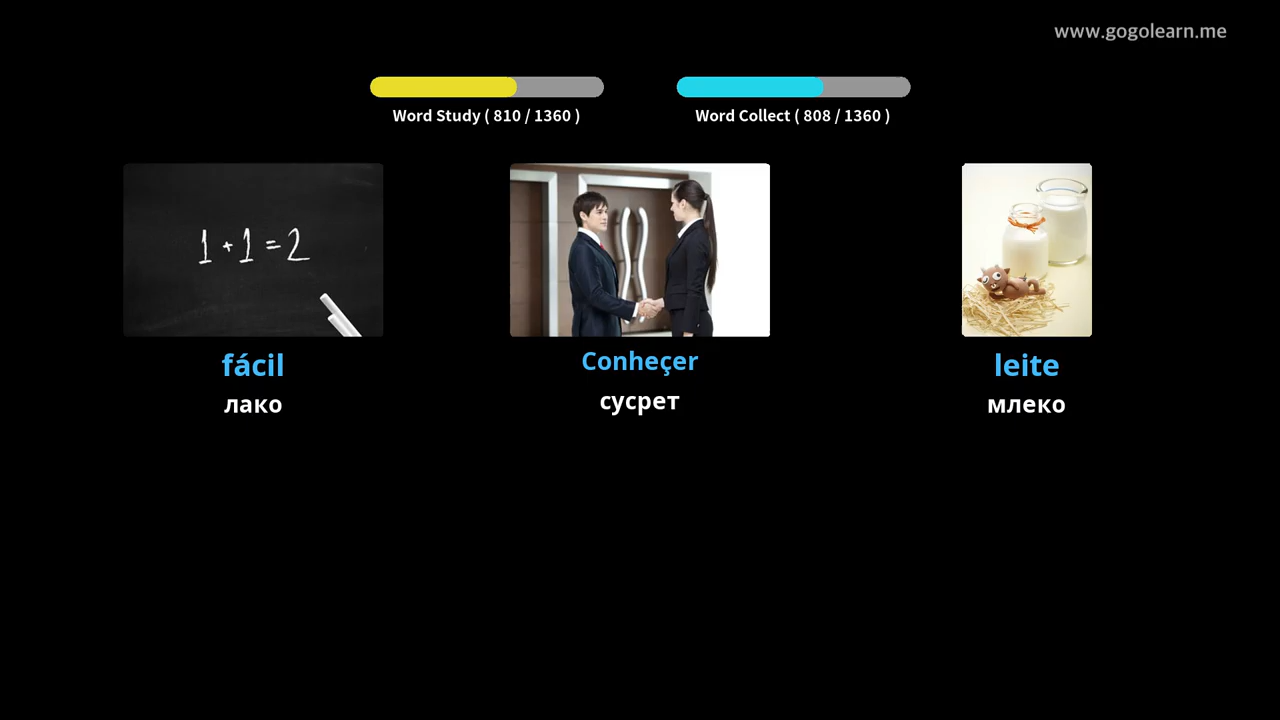 www.gogolearn.me
Word Study ( 810 / 1360 )
Word Collect ( 808 / 1360 )
1 + 1 = 2
fácil
лако
Conheçer
сусрет
leite
млеко